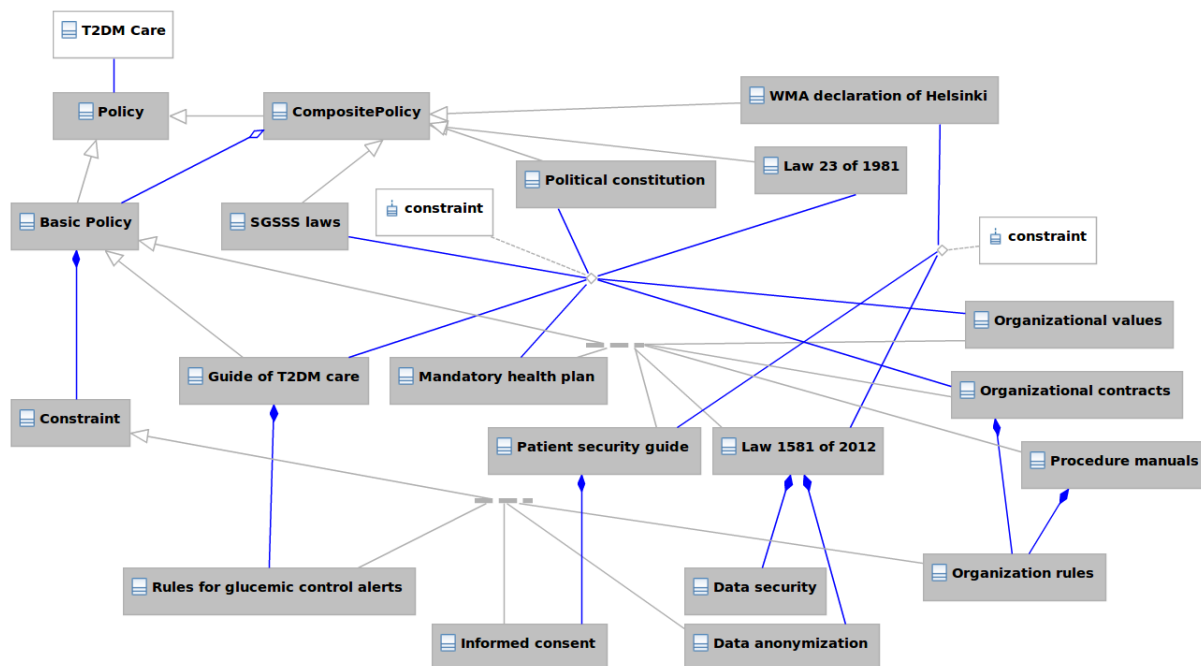 T2DM Care
Policy
CompositePolicy
WMA declaration of Helsinki
Political constitution
Law 23 of 1981
Basic Policy
SGSSS laws
constraint
constraint
Organizational values
Guide of T2DM care
Mandatory health plan
Organizational contracts
Constraint
Patient security guide
Law 1581 of 2012
Procedure manuals
Rules for glucemic control alerts
Data security
Organization rules
Informed consent
Data anonymization